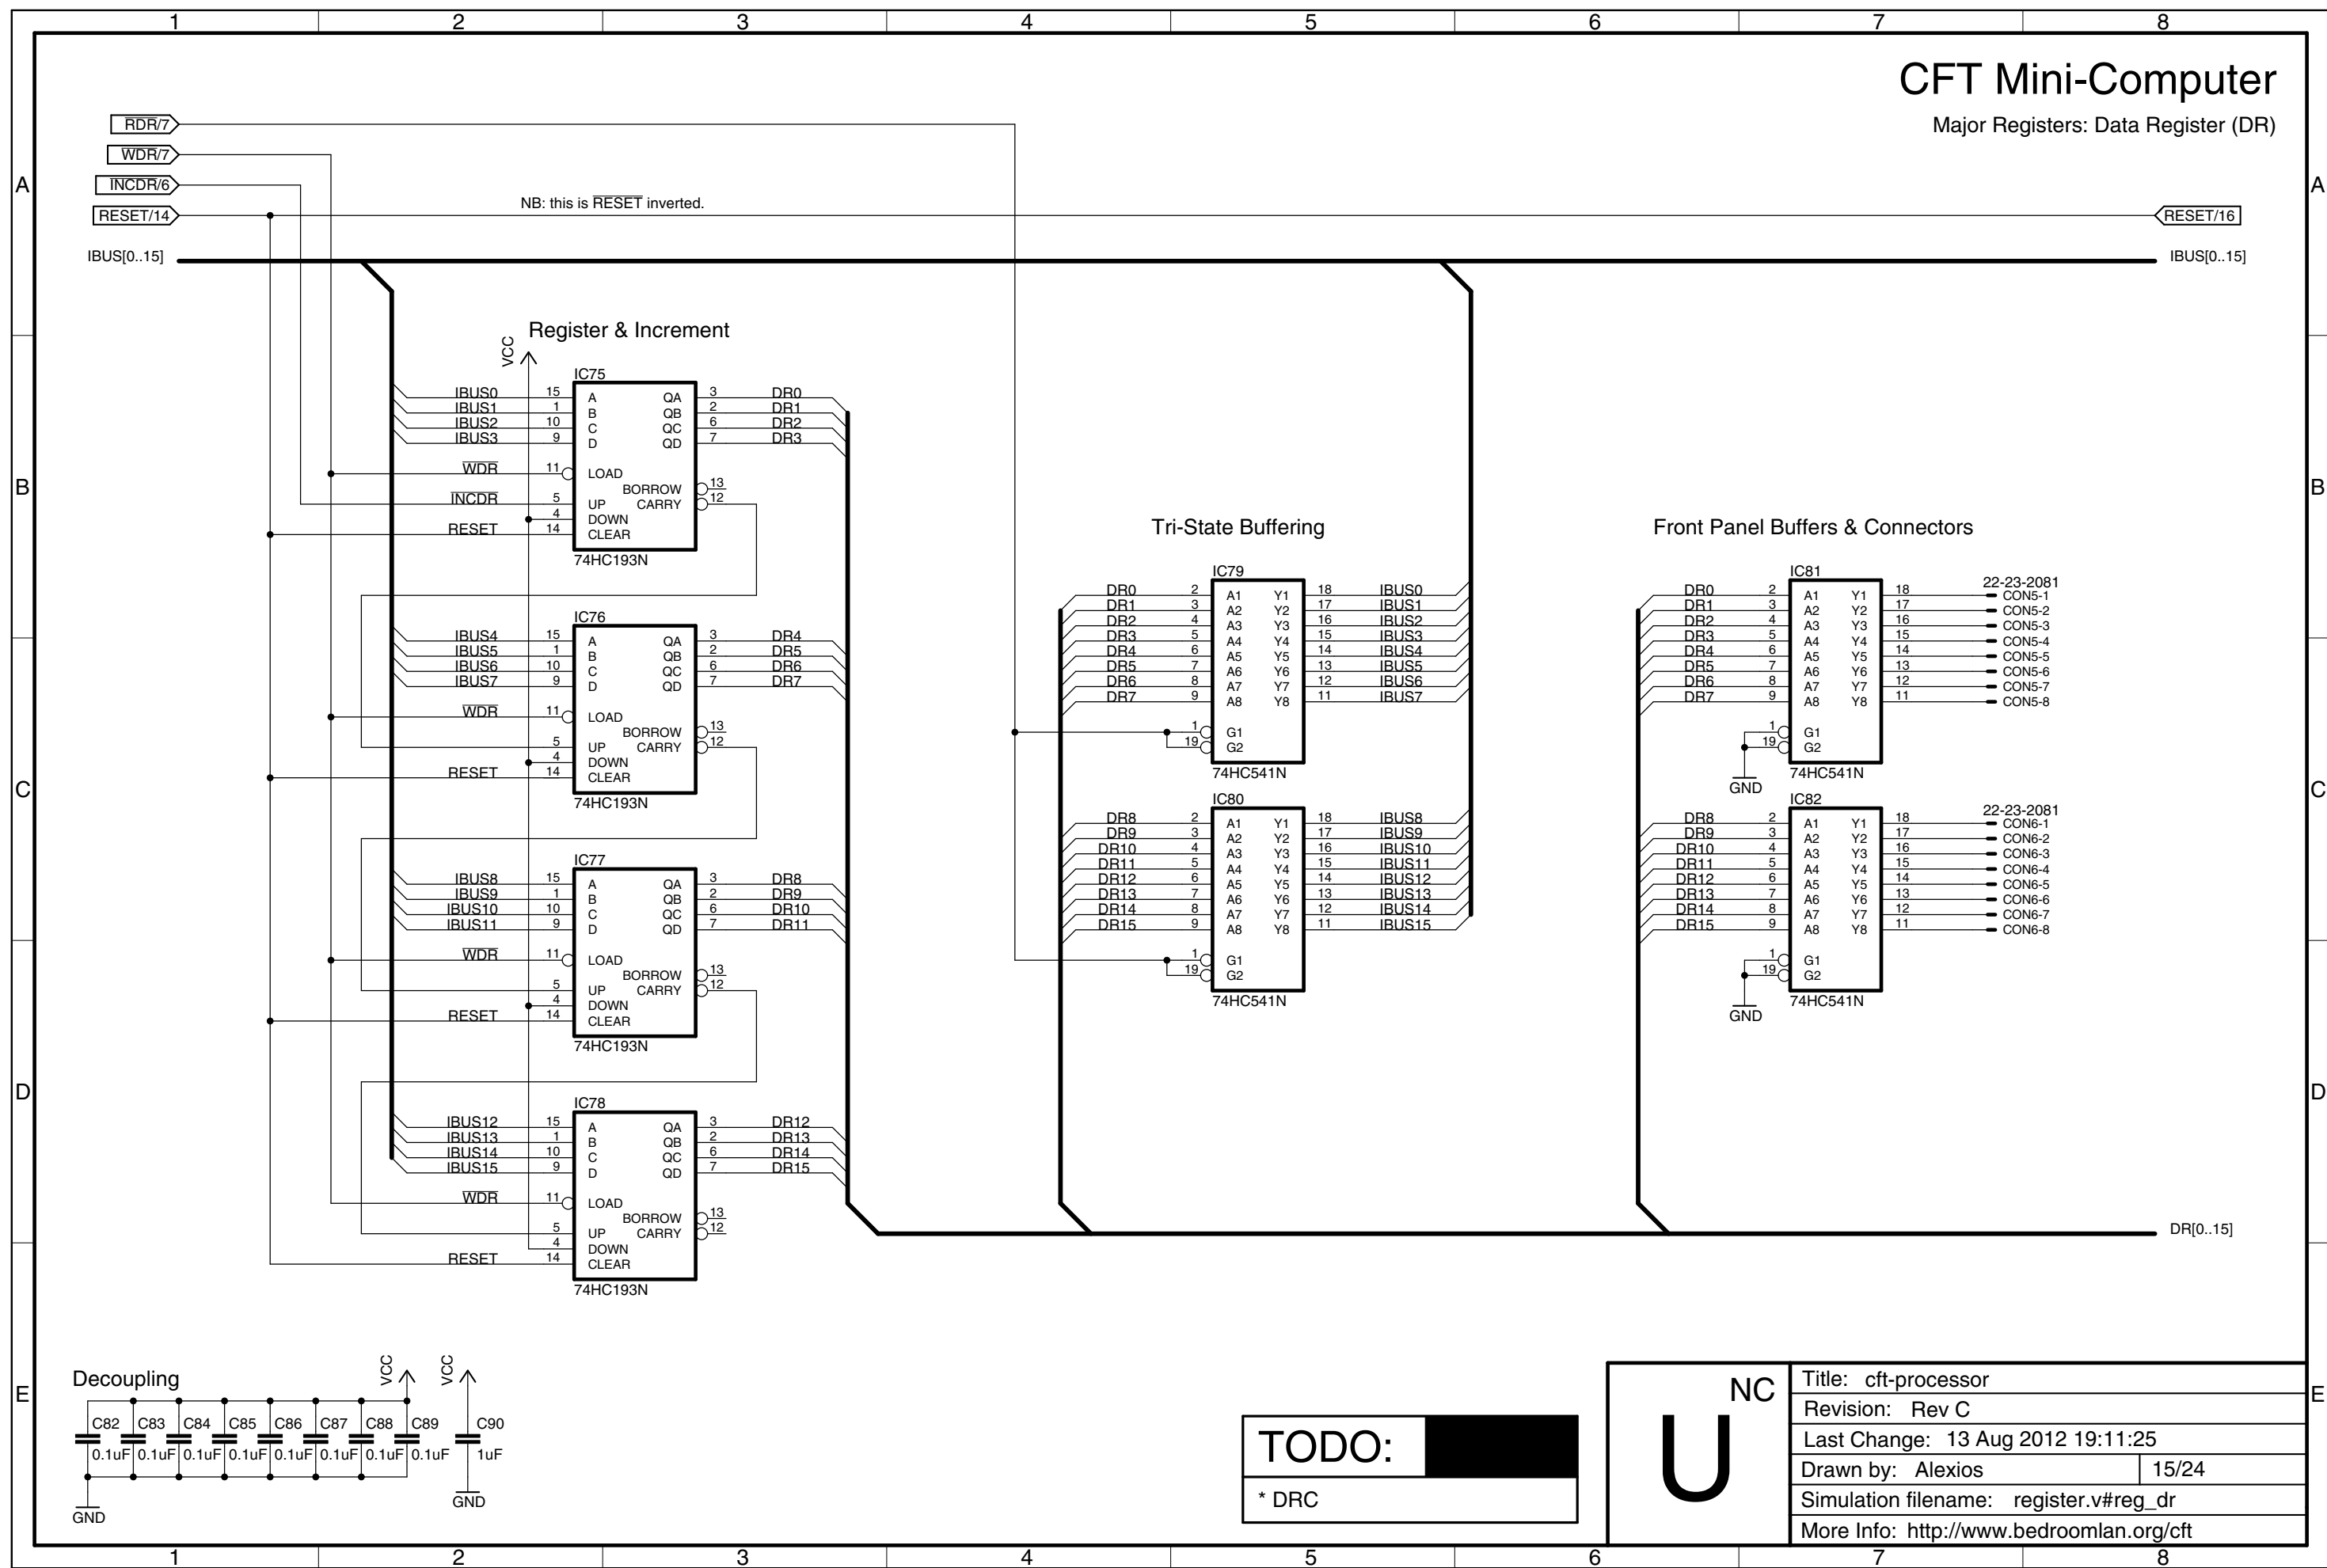 1 2 3 4 5 6 7 8
CFT Mini-Computer
Major Registers: Data Register (DR)
RDR/7
WDR/7
A A
INCDR/6
NB: this is RESET inverted.
RESET/14 RESET/16
IBUS[0..15] IBUS[0..15]
Register & Increment
VCC
IC75
IBUS0 15 A QA 3 DR0
IBUS1 1 B QB 2 DR1
IBUS2 10 C QC 6 DR2
IBUS3 9 D QD 7 DR3
WDR 11 LOAD
B B
BORROW 13
INCDR 5 UP CARRY 12
4 DOWN
RESET 14 CLEAR
74HC193N
IC76
IBUS4 15 A QA 3 DR4
IBUS5 1 B QB 2 DR5
IBUS6 10 C QC 6 DR6
IBUS7 9 D QD 7 DR7
WDR 11 LOAD
BORROW 13
5 UP CARRY 12
4 DOWN
RESET 14 CLEAR
74HC193N
C C
IC77
IBUS8 15 A QA 3 DR8
IBUS9 1 B QB 2 DR9
IBUS10 10 C QC 6 DR10
IBUS11 9 D QD 7 DR11
WDR 11 LOAD
BORROW 13
5 UP CARRY 12
4 DOWN
RESET 14 CLEAR
74HC193N
D D
IC78
IBUS12 15 A QA 3 DR12
IBUS13 1 B QB 2 DR13
IBUS14 10 C QC 6 DR14
IBUS15 9 D QD 7 DR15
WDR 11 LOAD
BORROW 13
5 UP CARRY 12
4 DOWN
RESET 14 CLEAR
74HC193N
Tri-State Buffering
IC79
DR0 2 A1 Y1 18 IBUS0
DR1 3 A2 Y2 17 IBUS1
DR2 4 A3 Y3 16 IBUS2
DR3 5 A4 Y4 15 IBUS3
DR4 6 A5 Y5 14 IBUS4
DR5 7 A6 Y6 13 IBUS5
DR6 8 A7 Y7 12 IBUS6
DR7 9 A8 Y8 11 IBUS7
1 G1
19 G2
74HC541N
IC80
DR8 2 A1 Y1 18 IBUS8
DR9 3 A2 Y2 17 IBUS9
DR10 4 A3 Y3 16 IBUS10
DR11 5 A4 Y4 15 IBUS11
DR12 6 A5 Y5 14 IBUS12
DR13 7 A6 Y6 13 IBUS13
DR14 8 A7 Y7 12 IBUS14
DR15 9 A8 Y8 11 IBUS15
1 G1
19 G2
74HC541N
Front Panel Buffers & Connectors
IC81
22-23-2081
DR0 2 A1 Y1 18 CON5-1
DR1 3 A2 Y2 17 CON5-2
DR2 4 A3 Y3 16 CON5-3
DR3 5 A4 Y4 15 CON5-4
DR4 6 A5 Y5 14 CON5-5
DR5 7 A6 Y6 13 CON5-6
DR6 8 A7 Y7 12 CON5-7
DR7 9 A8 Y8 11 CON5-8
1 G1
19 G2
74HC541N
GND
IC82
22-23-2081
DR8 2 A1 Y1 18 CON6-1
DR9 3 A2 Y2 17 CON6-2
DR10 4 A3 Y3 16 CON6-3
DR11 5 A4 Y4 15 CON6-4
DR12 6 A5 Y5 14 CON6-5
DR13 7 A6 Y6 13 CON6-6
DR14 8 A7 Y7 12 CON6-7
DR15 9 A8 Y8 11 CON6-8
1 G1
19 G2
74HC541N
GND
DR[0..15]
Decoupling
VCC VCC
E E
C82 C83 C84 C85 C86 C87 C88 C89 C90
0.1uF 0.1uF 0.1uF 0.1uF 0.1uF 0.1uF 0.1uF 0.1uF 1uF
GND GND
TODO:
* DRC
NC
U
Title: cft-processor
Revision: Rev C
Last Change: 13 Aug 2012 19:11:25
Drawn by: Alexios 15/24
Simulation filename: register.v#reg_dr
More Info: http://www.bedroomlan.org/cft
1 2 3 4 5 6 7 8